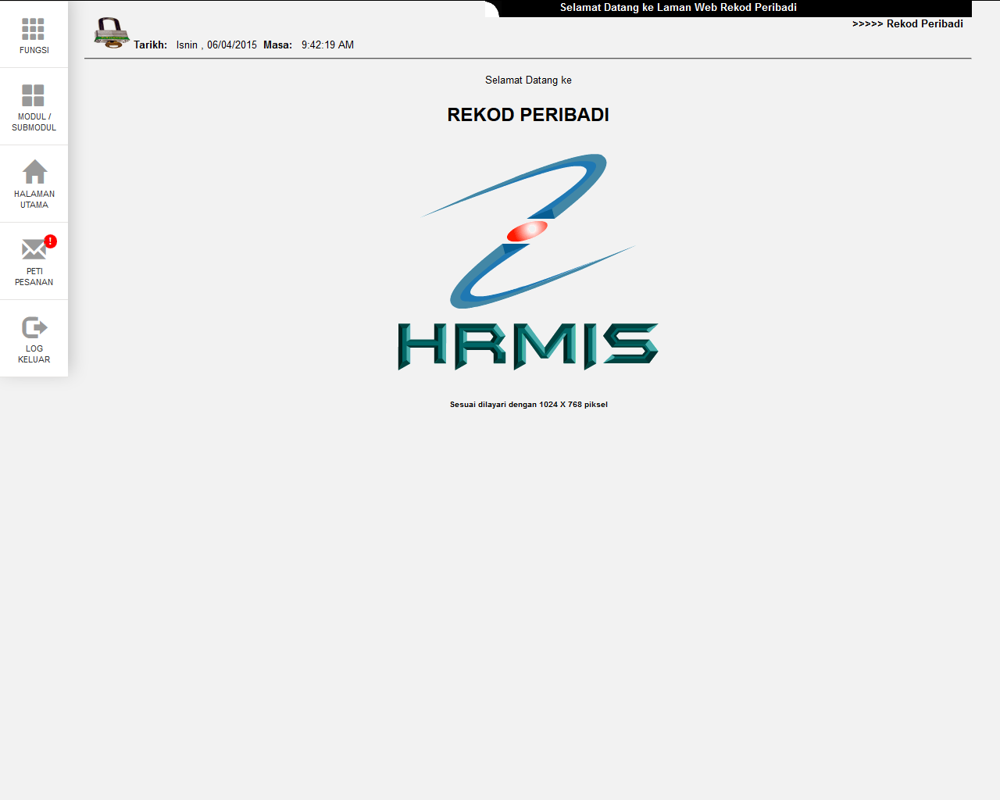 Selamat Datang ke Laman Web Rekod Peribadi
>>>>> Rekod Peribadi
Tarikh: Isnin , 06/04/2015 Masa: 9:42:19 AM
FUNGSI
MODUL /
SUBMODUL
HALAMAN
UTAMA
!
PETI
PESANAN
LOG
KELUAR
Selamat Datang ke
REKOD PERIBADI
HRMIS
Sesuai dilayari dengan 1024 X 768 piksel